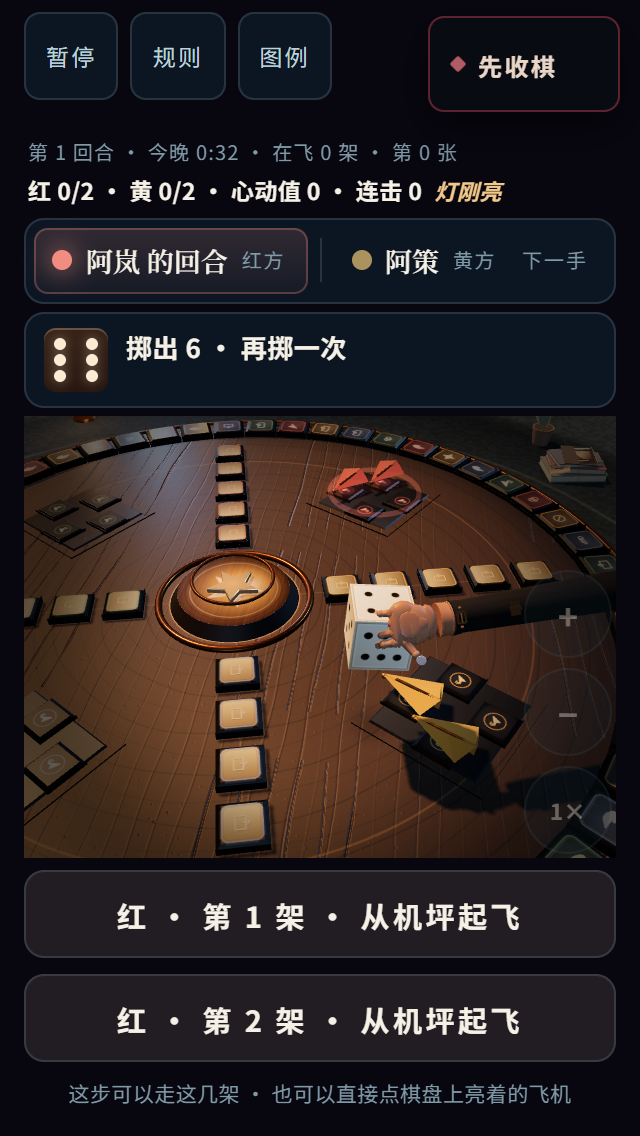 暂停 规则 图例 先收棋
第 1 回合 · 今晚 0:32 · 在飞 0 架 · 第 0 张
红 0/2 · 黄 0/2 · 心动值 0 · 连击 0 灯刚亮
阿岚 的回合 红方 阿策 黄方 下一手
掷出 6 · 再掷一次
+
−
1×
红 · 第 1 架 · 从机坪起飞
红 · 第 2 架 · 从机坪起飞
这步可以走这几架 · 也可以直接点棋盘上亮着的飞机